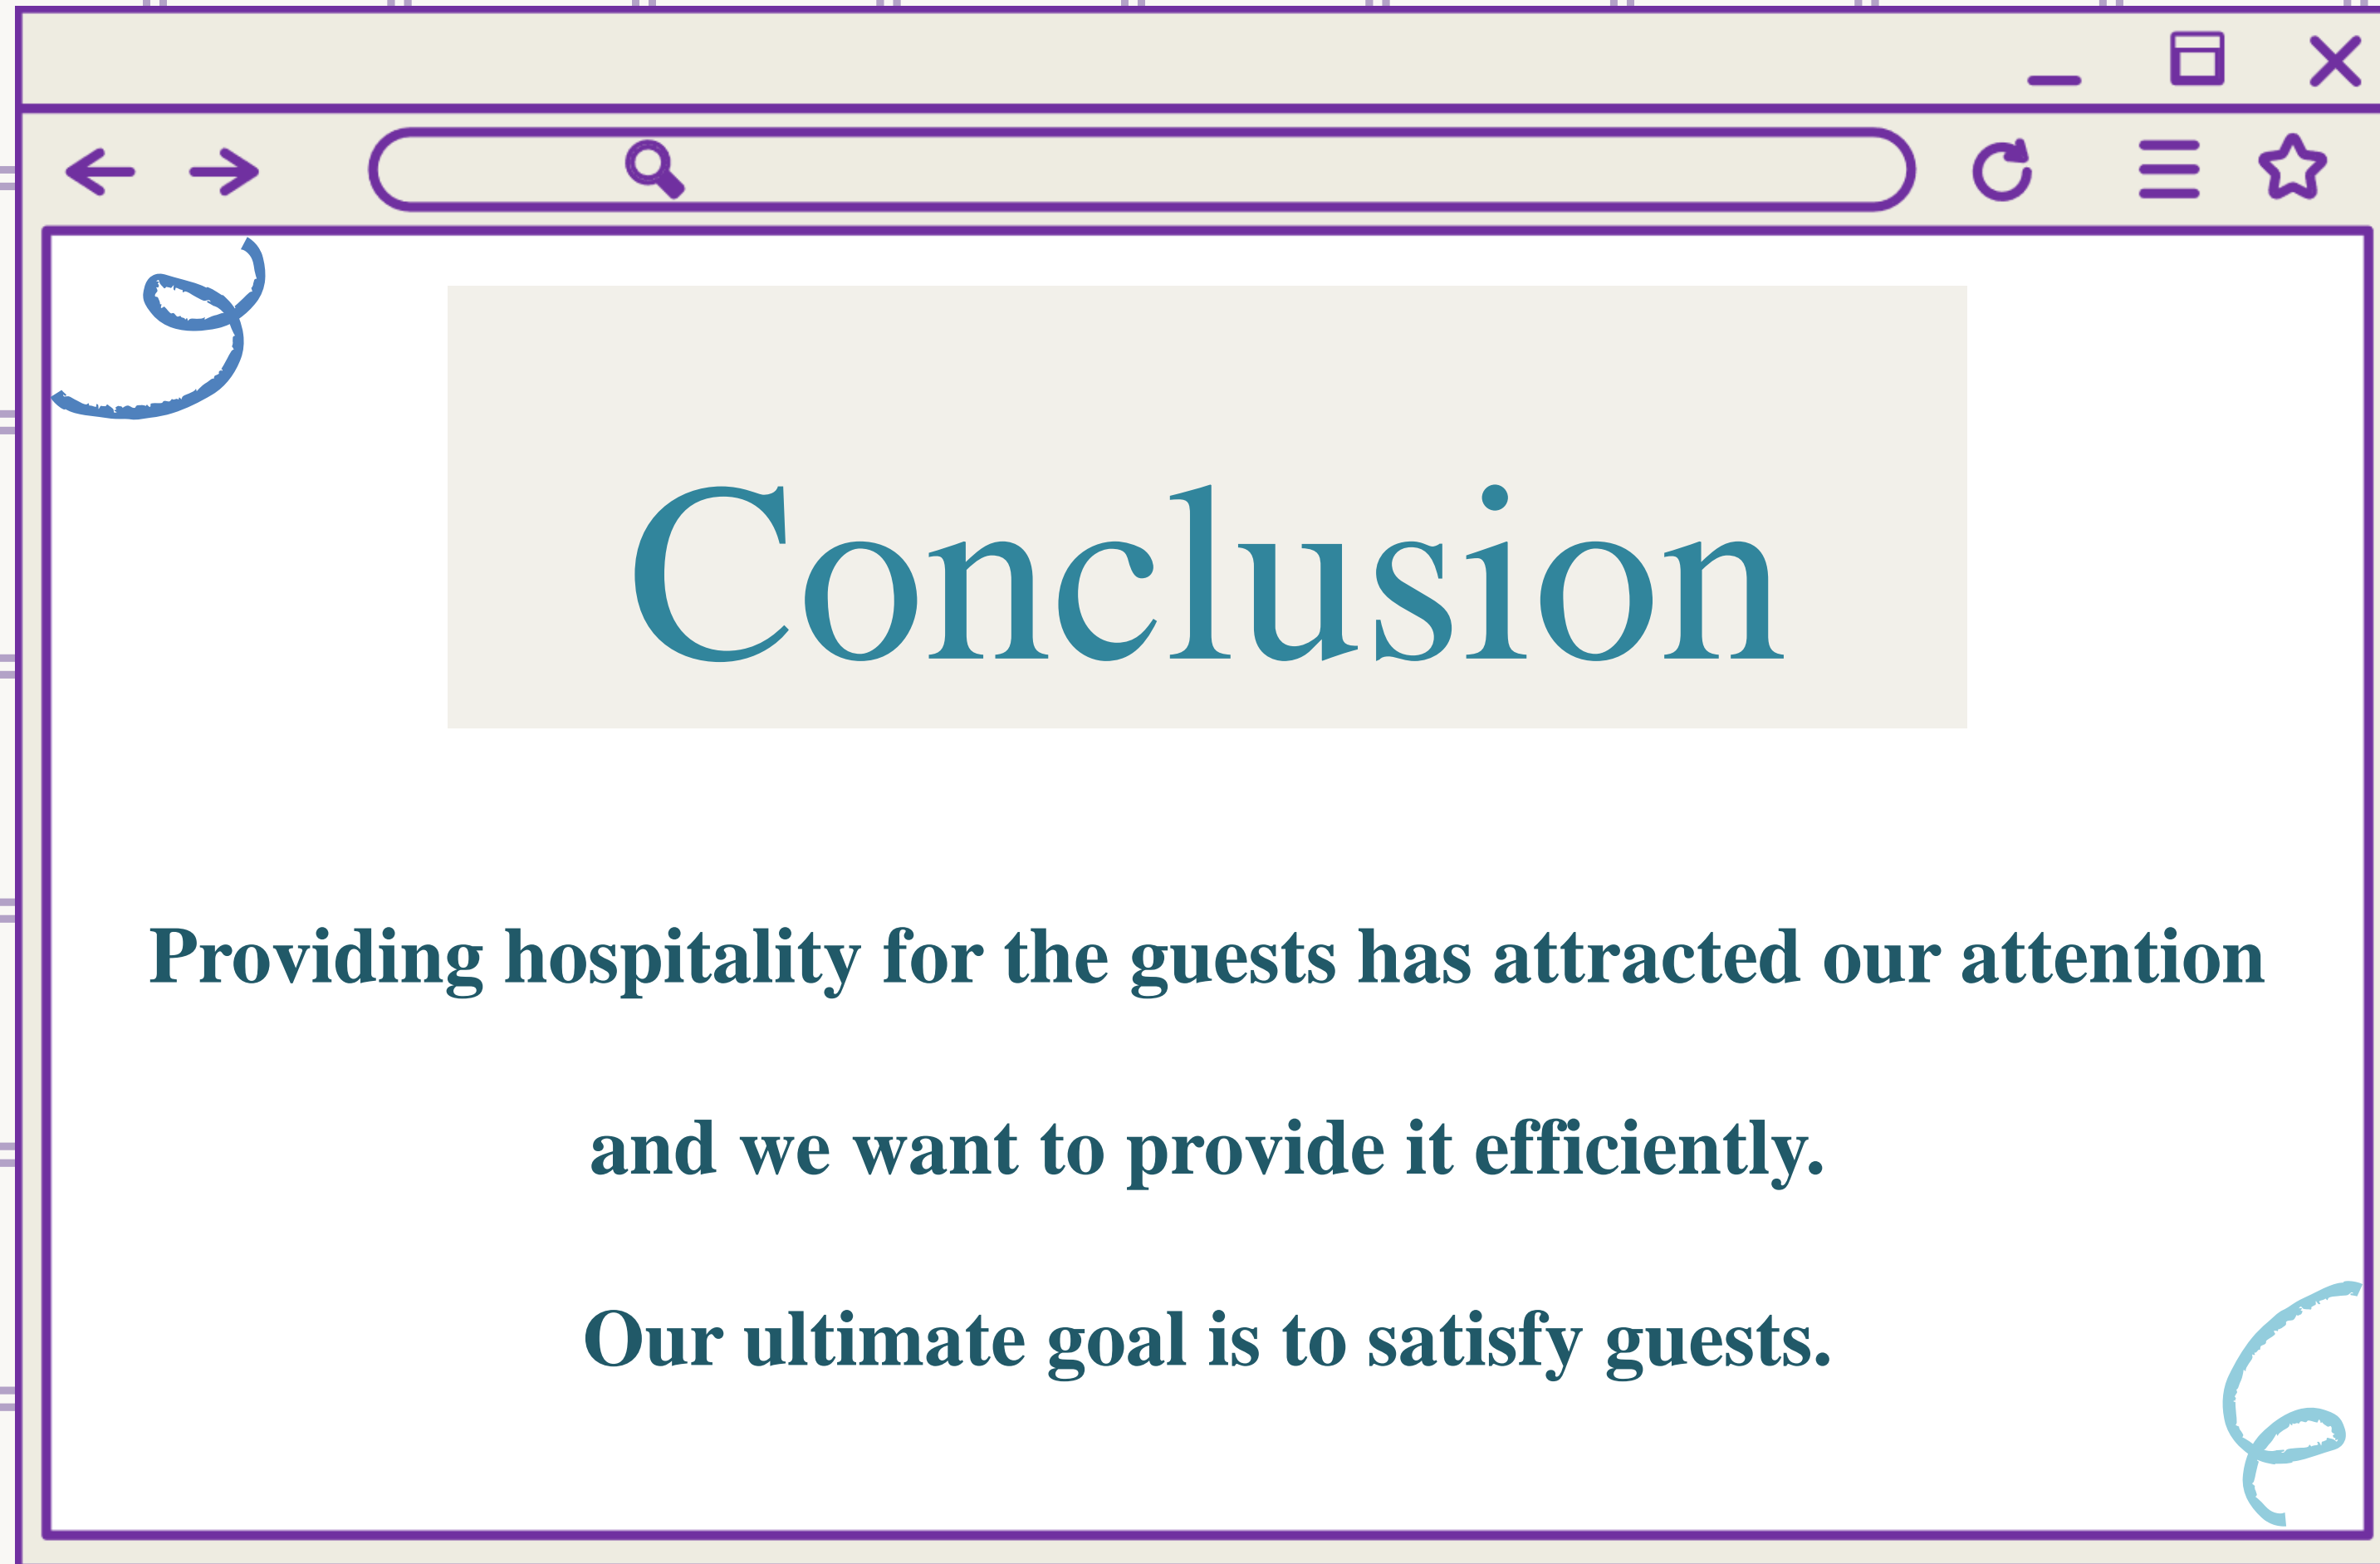 Conclusion
Providing hospitality for the guests has attracted our attention
and we want to provide it efficiently.
Our ultimate goal is to satisfy guests.